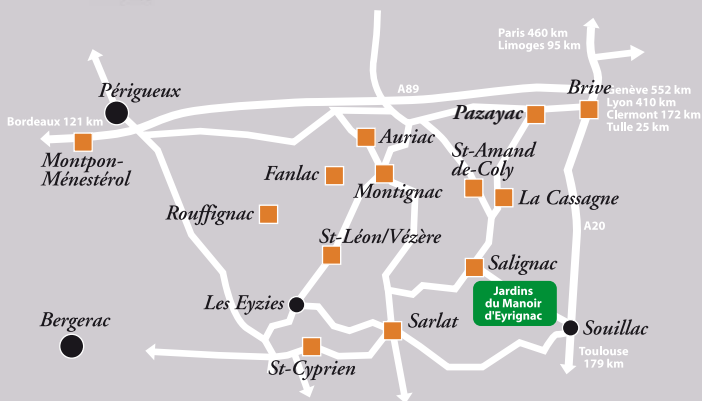 Paris 460 km
Limoges 95 km
Périgueux
A89
Brive
Genève 552 km
Lyon 410 km
Clermont 172 km
Tulle 25 km
Bordeaux 121 km
Pazayac
Auriac
Montpon-
Ménestérol
St-Amand
de-Coly
Fanlac
Montignac
La Cassagne
Rouffignac
A20
St-Léon/Vézère
Salignac
Jardins
du Manoir
d'Eyrignac
Les Eyzies
Bergerac
Sarlat
Souillac
St-Cyprien
Toulouse
179 km